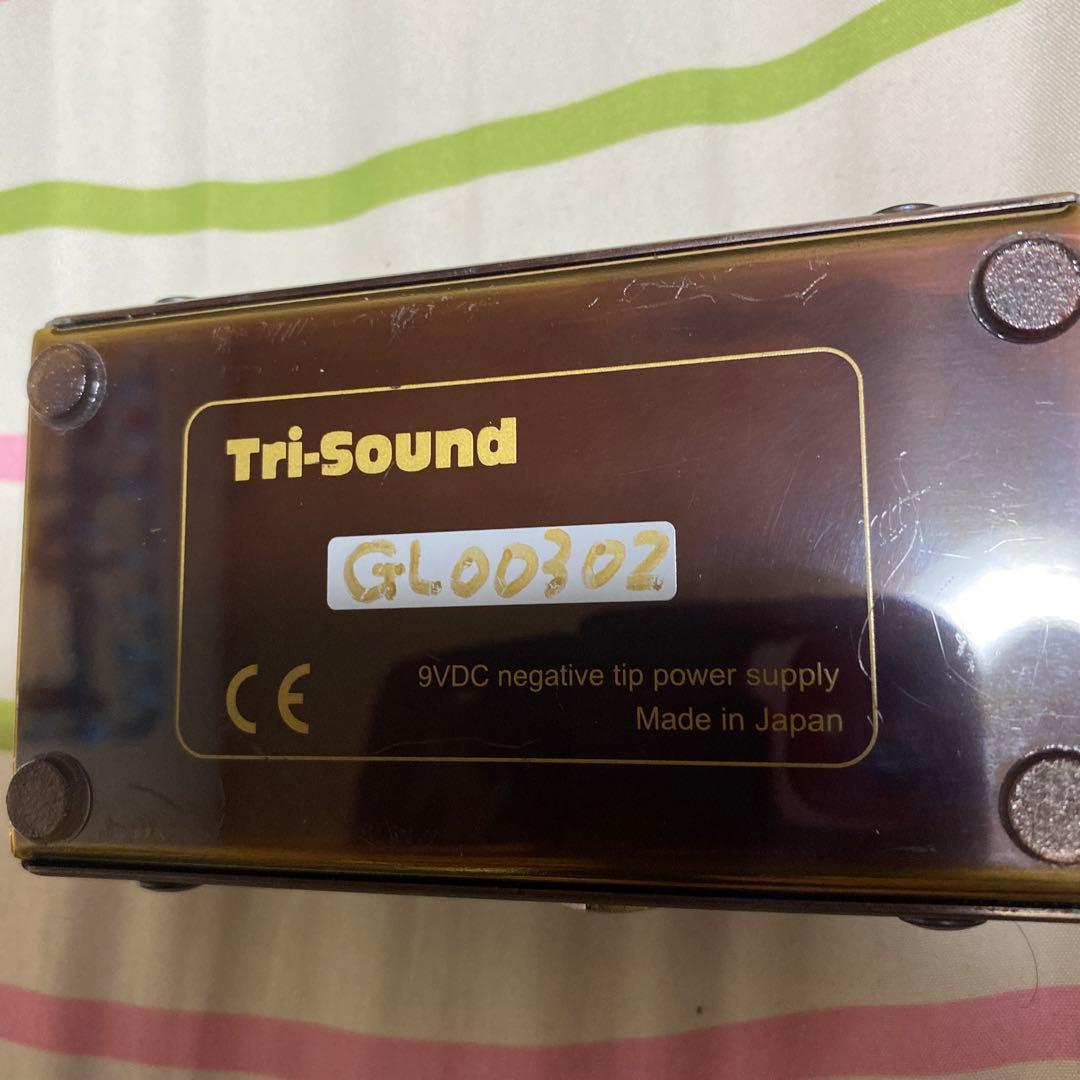 Tri-Sound
GL00302
CE
9VDC negative tip power supply
Made in Japan